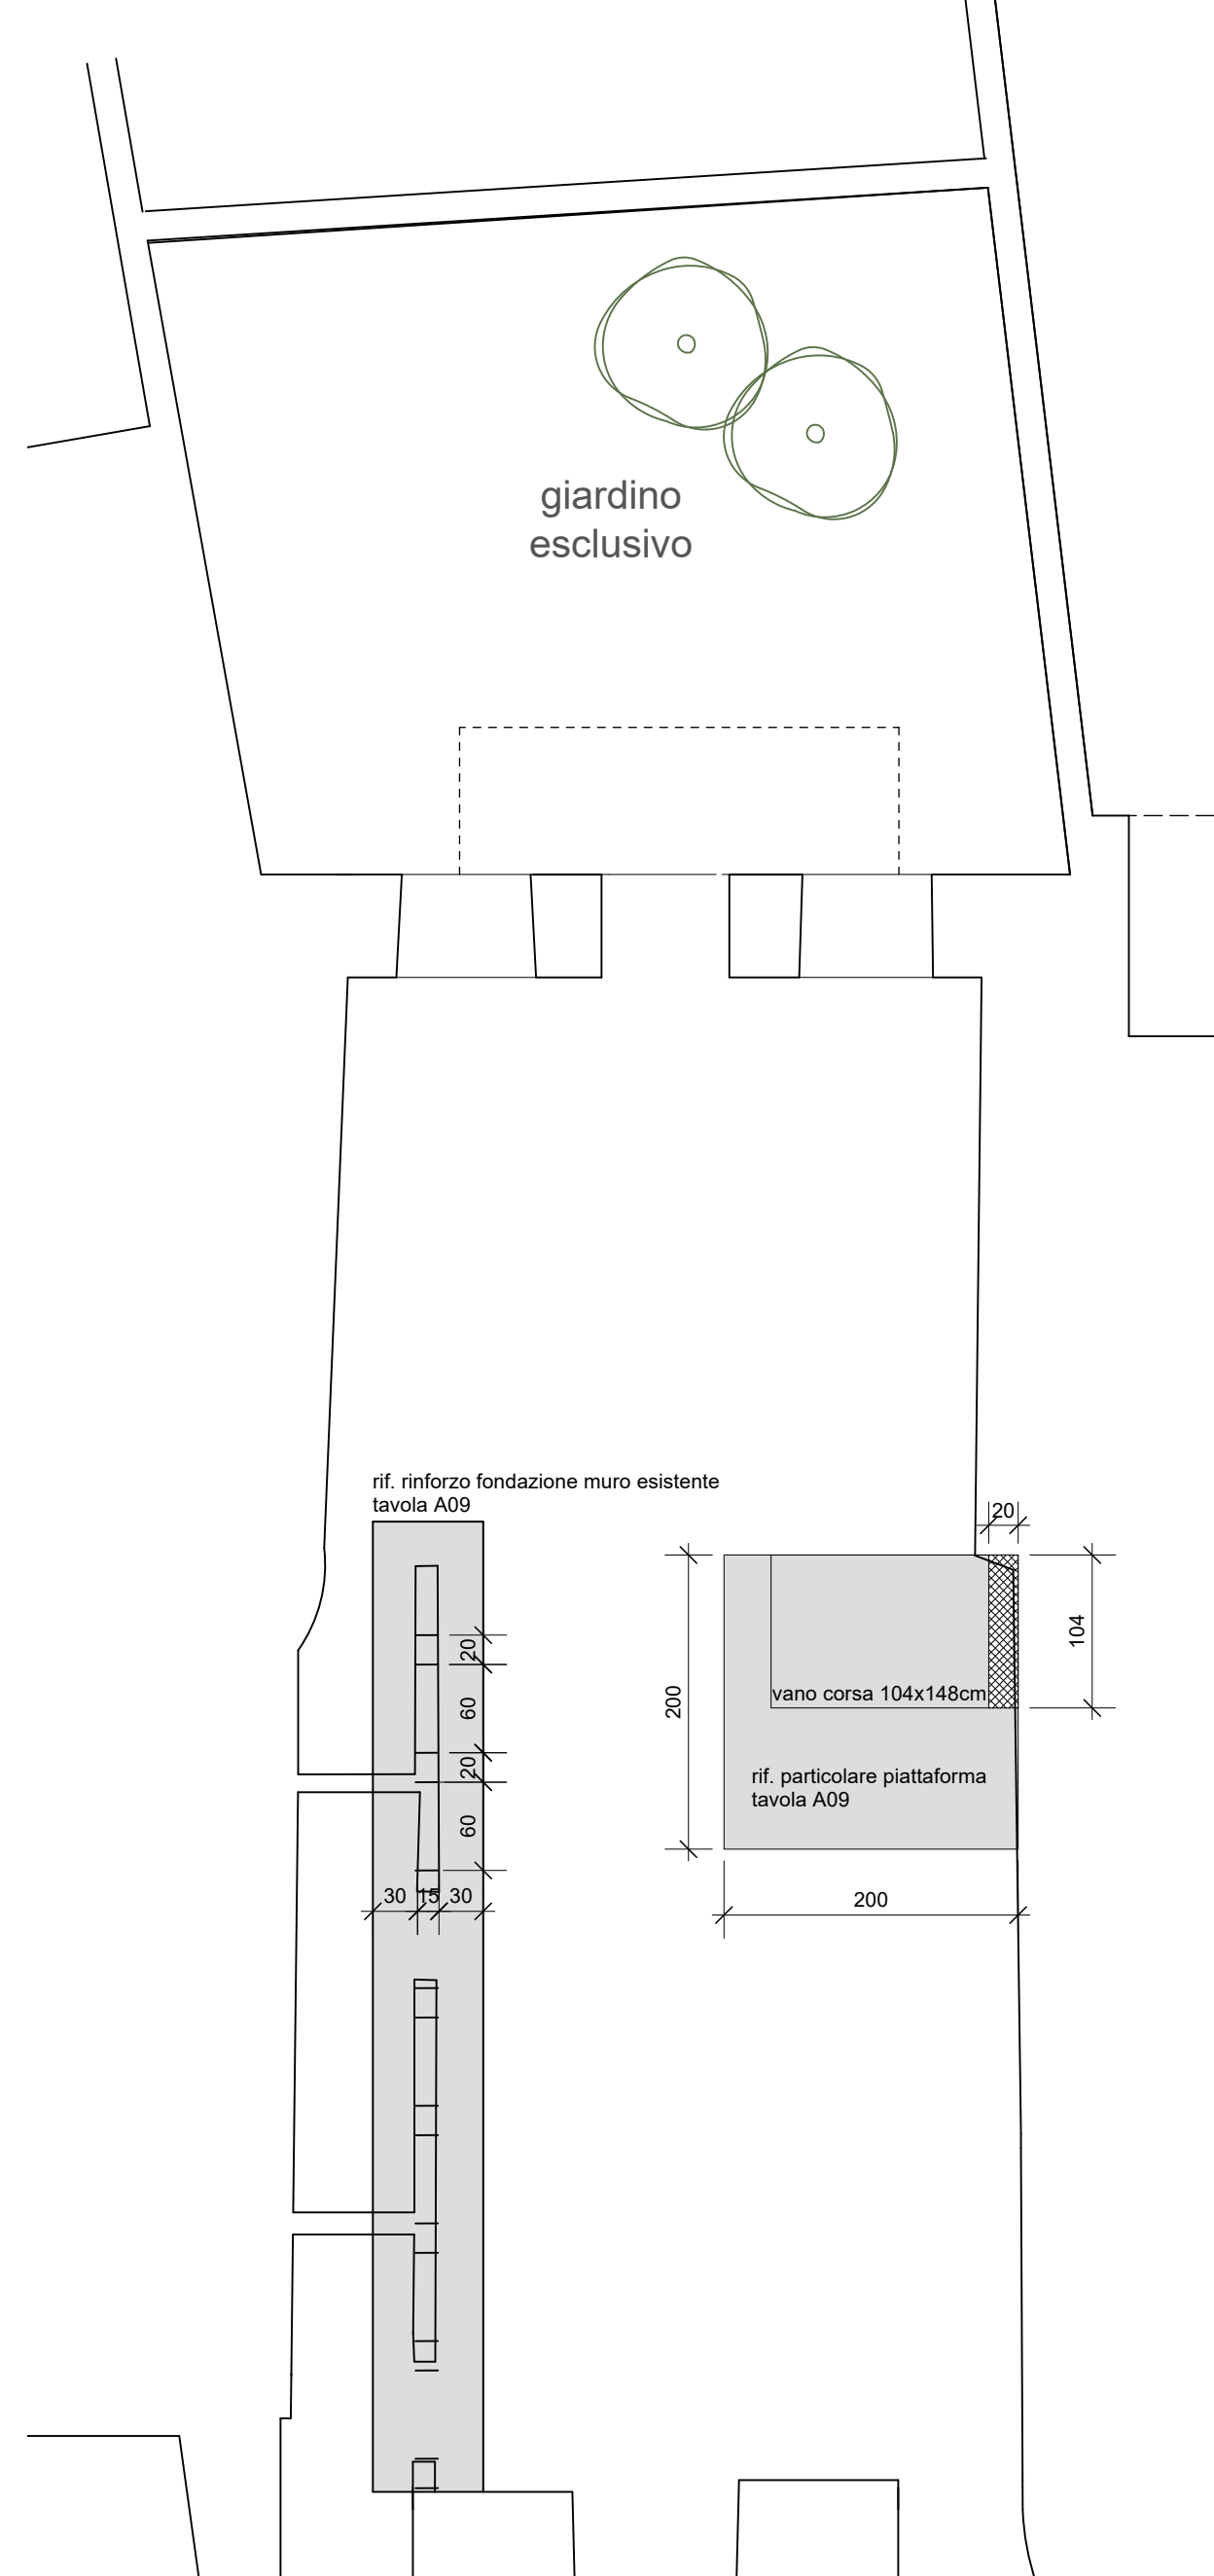 giardino
esclusivo
rif. rinforzo fondazione muro esistente
tavola A09
20
104
20
60
20
60
30 15 30
200
vano corsa 104x148cm
rif. particolare piattaforma
tavola A09
200